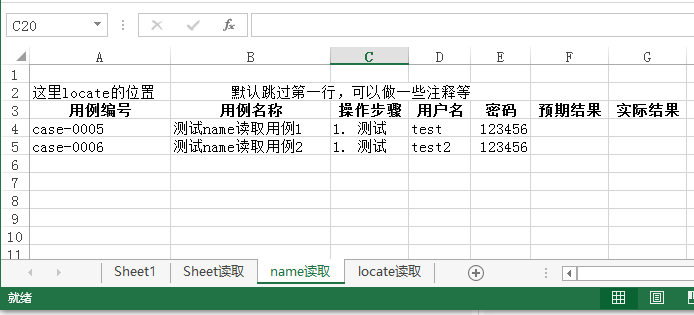 C20
fx
A B C D E F G
1
2 这里locate的位置 默认跳过第一行，可以做一些注释等
3 用例编号 用例名称 操作步骤 用户名 密码 预期结果 实际结果
4 case-0005 测试name读取用例1 1. 测试 test 123456
5 case-0006 测试name读取用例2 1. 测试 test2 123456
6
7
8
9
10
11
Sheet1 Sheet读取 name读取 locate读取
就绪